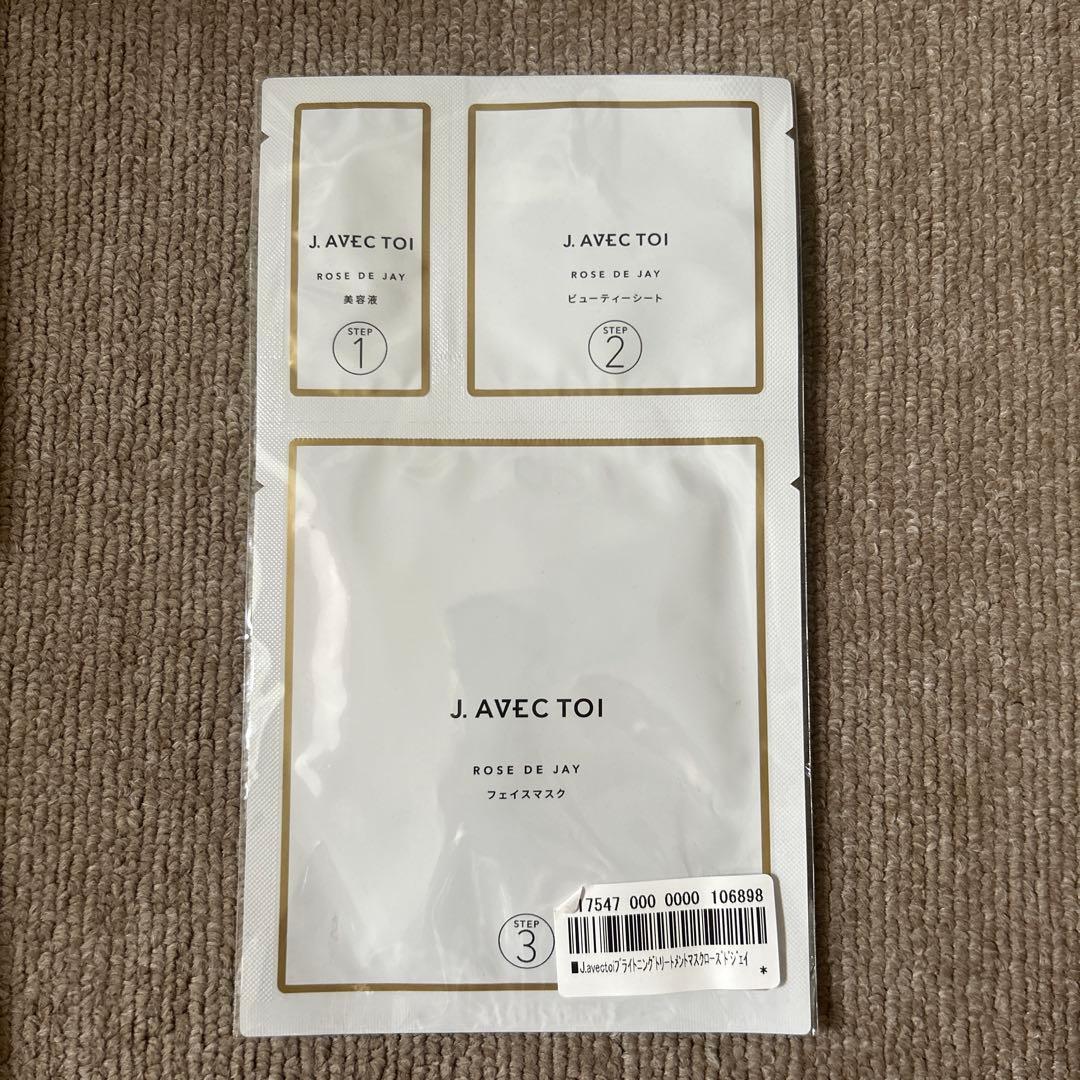 J. AVEC TOI
ROSE DE JAY
美容液
STEP
1
J. AVEC TOI
ROSE DE JAY
ビューティーシート
STEP
2
J. AVEC TOI
ROSE DE JAY
フェイスマスク
STEP
3
17547 000 0000 106898
■J.avectoiブライトニングトリートメントマスクローズドジェイ
*